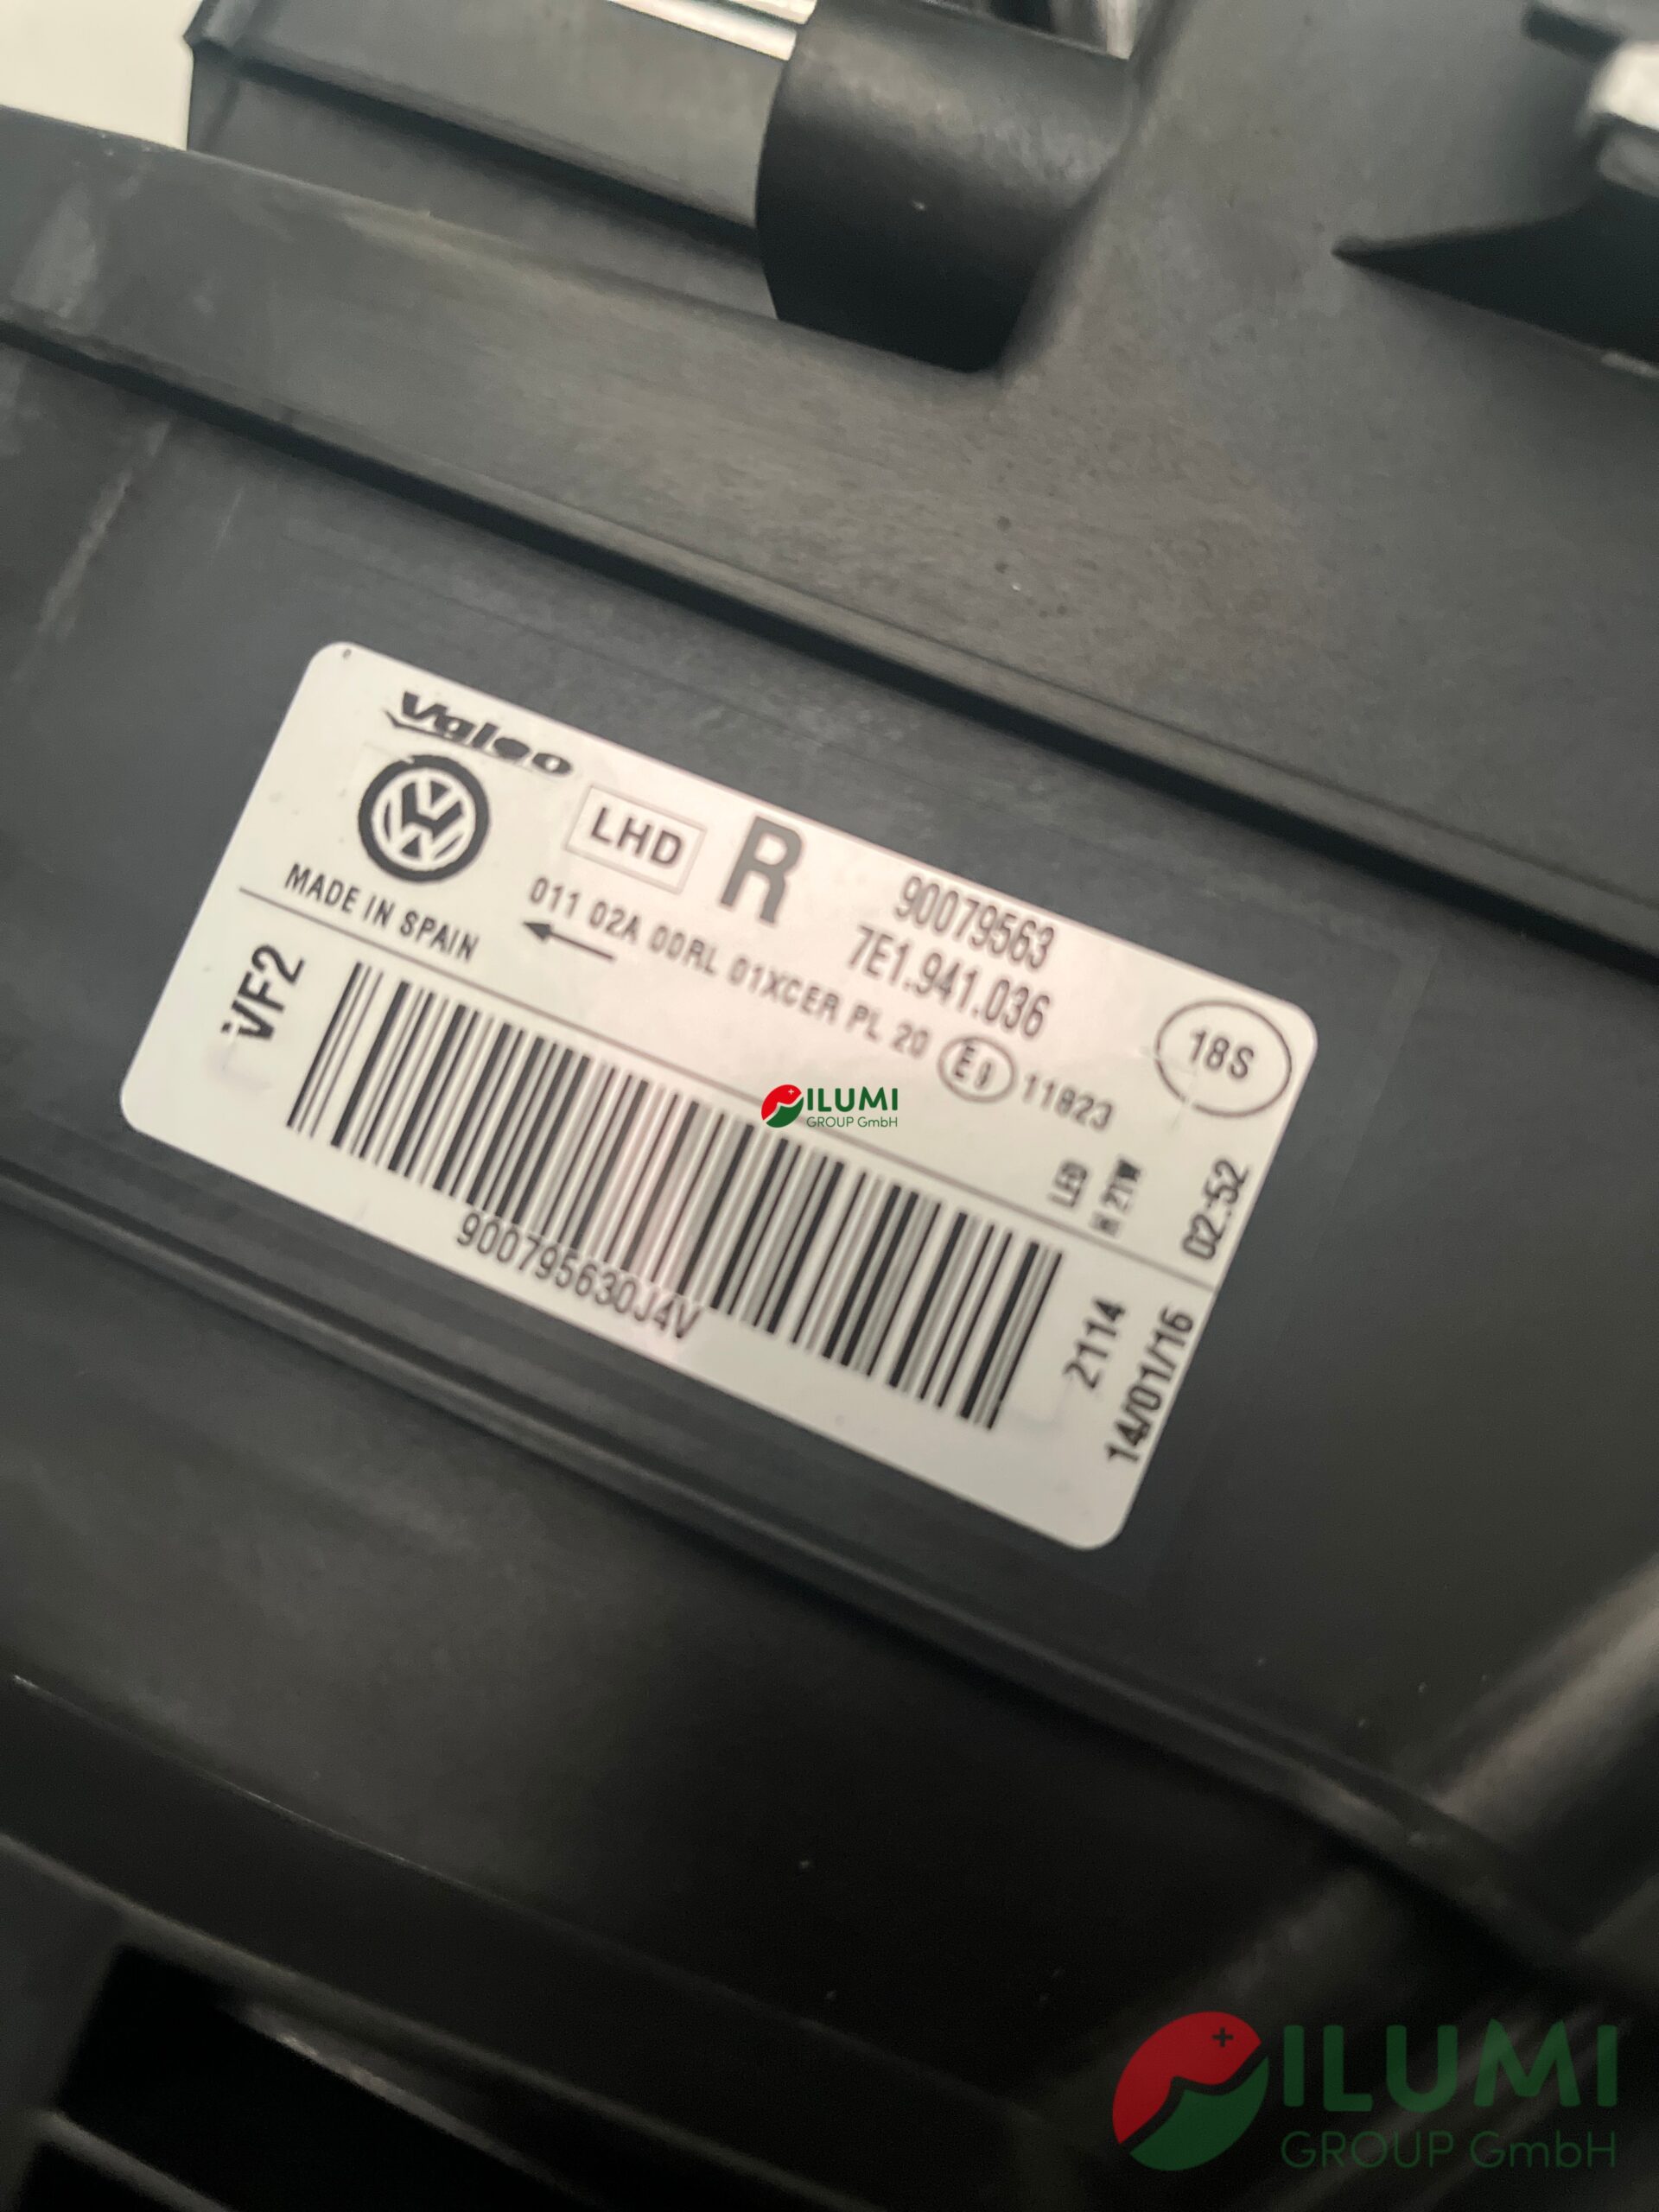 Valeo
LHD
R
90079563
7E1.941.036
011 02A 00RL 01XCER PL 20
E9
11823
18S
MADE IN SPAIN
VF2
LED
H 21W
02:52
900795630J4V
2114
14/01/16
ILUMI
GROUP GmbH
ILUMI
GROUP GmbH